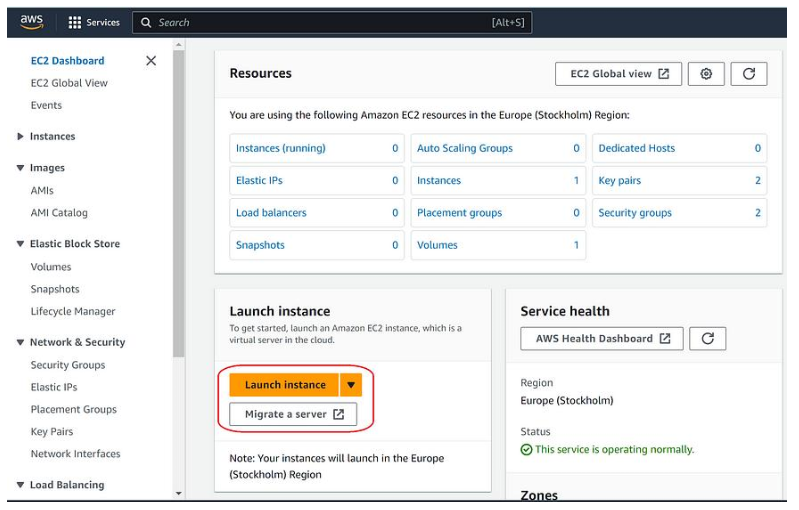 aws
Services
Search
[Alt+S]
EC2 Dashboard
EC2 Global View
Events
Instances
Images
AMIs
AMI Catalog
Elastic Block Store
Volumes
Snapshots
Lifecycle Manager
Network & Security
Security Groups
Elastic IPs
Placement Groups
Key Pairs
Network Interfaces
Load Balancing
Resources
EC2 Global view
You are using the following Amazon EC2 resources in the Europe (Stockholm) Region:
Instances (running) 0
Auto Scaling Groups 0
Dedicated Hosts 0
Elastic IPs 0
Instances 1
Key pairs 2
Load balancers 0
Placement groups 0
Security groups 2
Snapshots 0
Volumes 1
Launch instance
To get started, launch an Amazon EC2 instance, which is a
virtual server in the cloud.
Launch instance
Migrate a server
Note: Your instances will launch in the Europe
(Stockholm) Region
Service health
AWS Health Dashboard
Region
Europe (Stockholm)
Status
This service is operating normally.
Zones